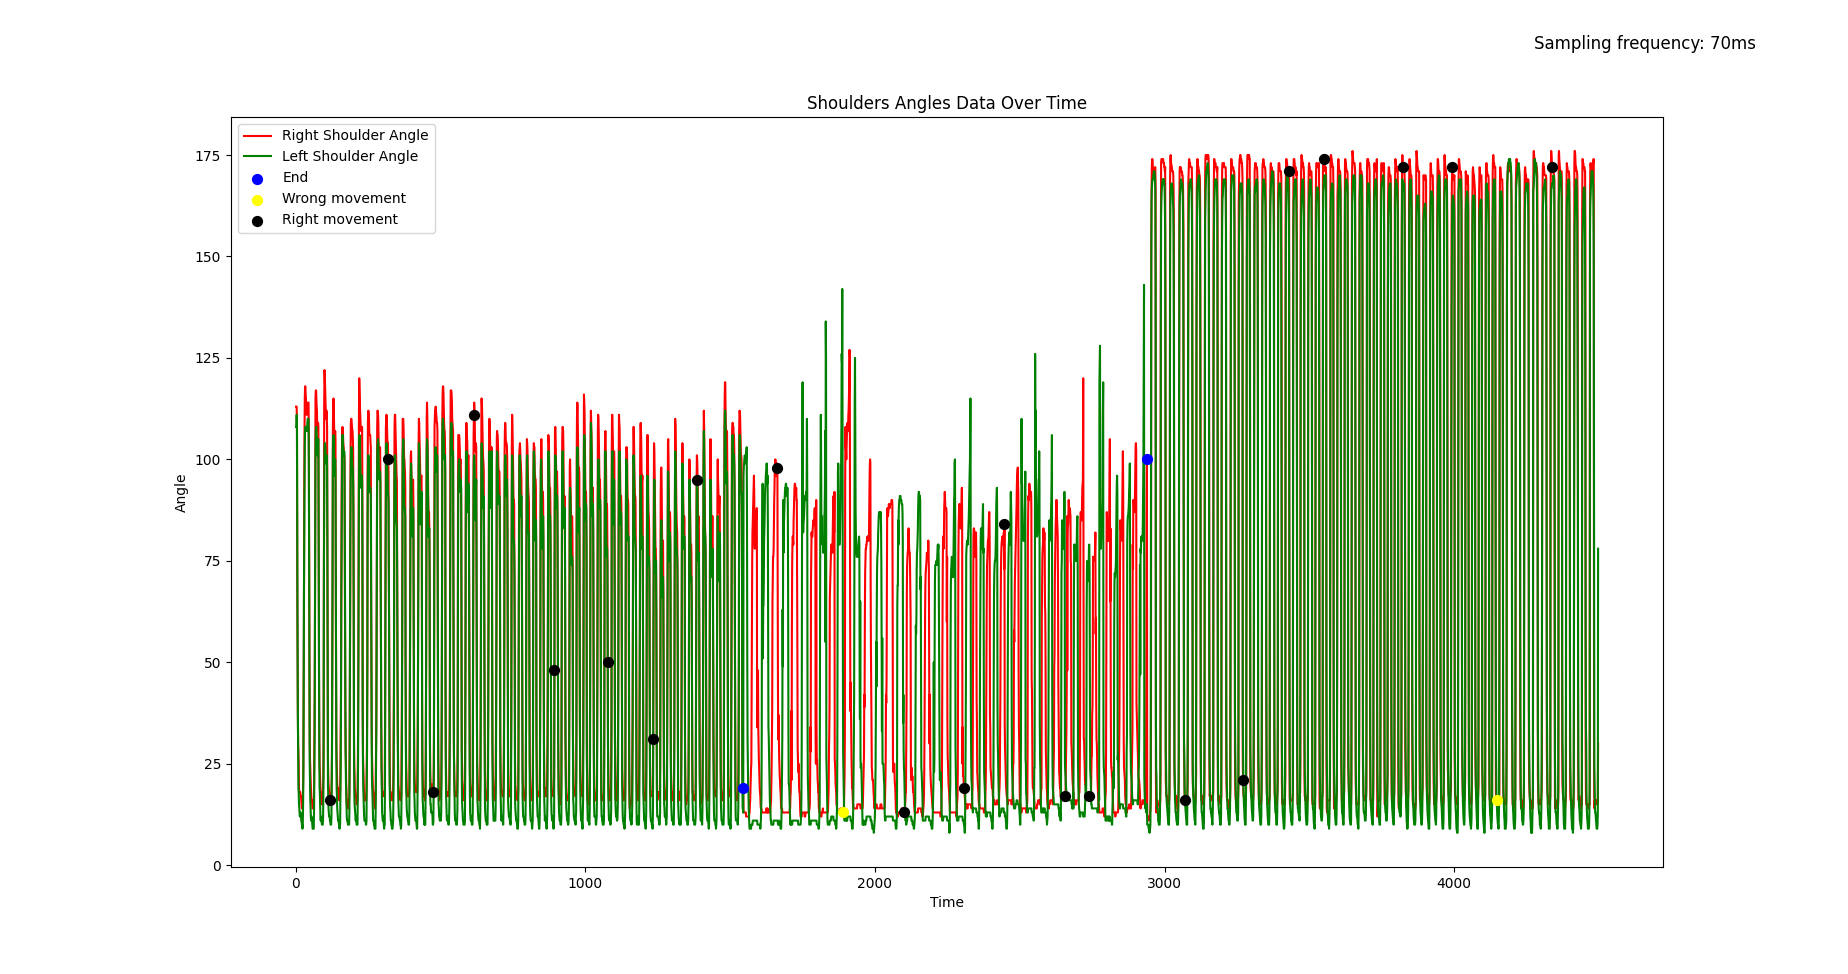 Sampling frequency: 70ms
Shoulders Angles Data Over Time
Right Shoulder Angle
Left Shoulder Angle
End
Wrong movement
Right movement
175
150
125
100
75
50
25
0
Angle
0 1000 2000 3000 4000
Time